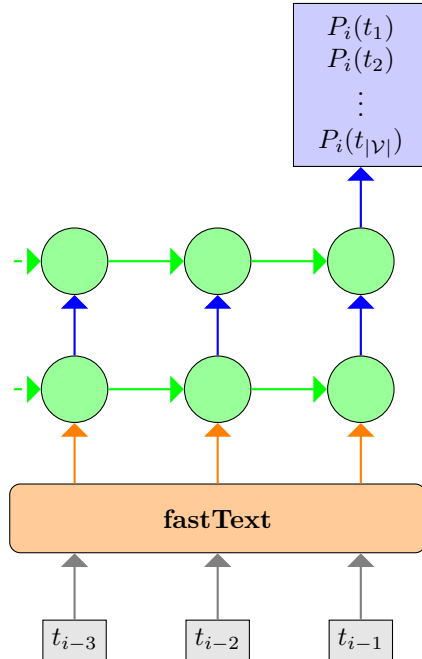 P_i(t_1)
P_i(t_2)
⋮
P_i(t_{|𝒱|})
fastText
t_{i−3} t_{i−2} t_{i−1}